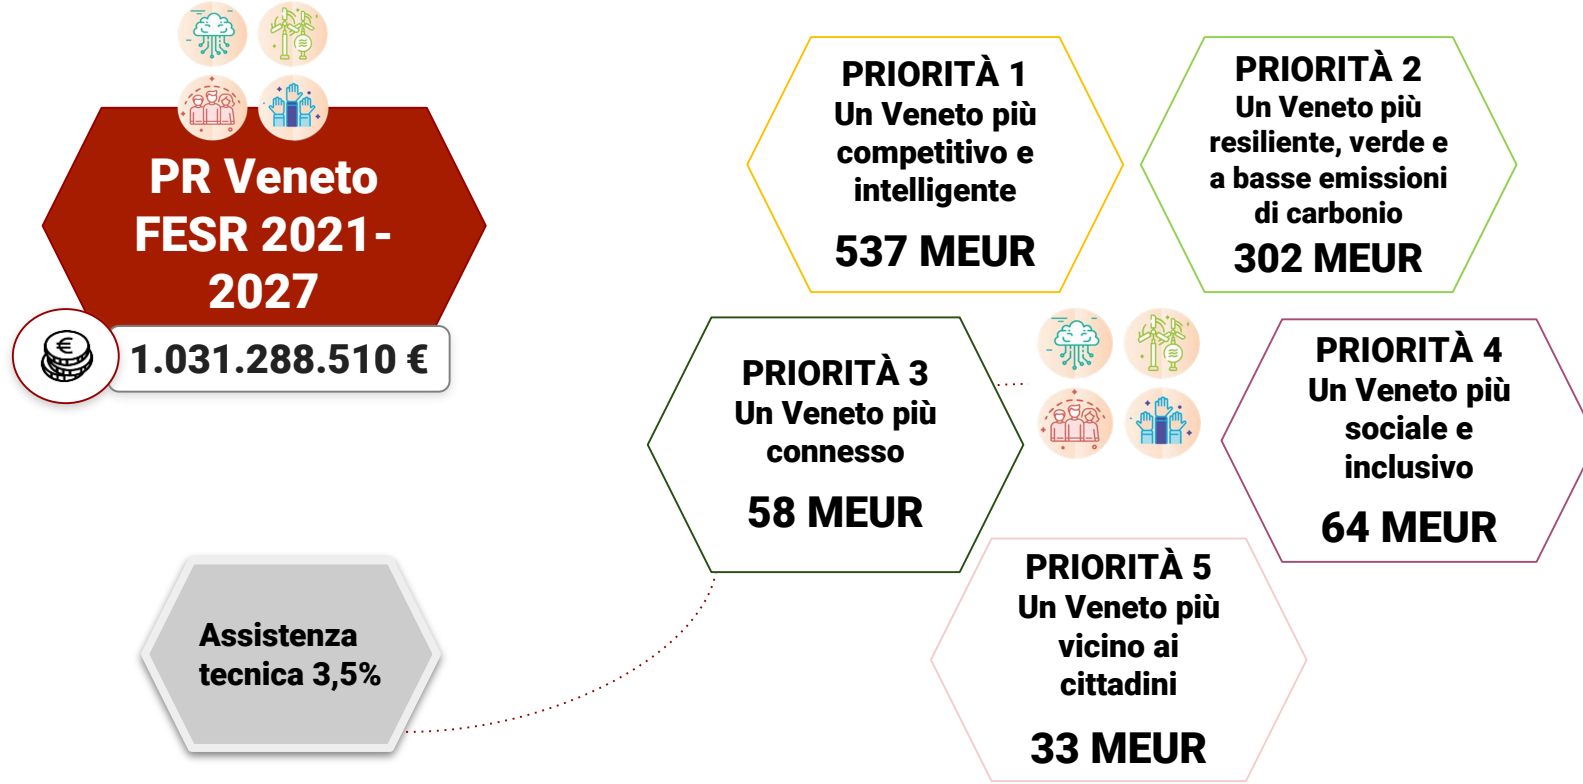 PR Veneto
FESR 2021-
2027
1.031.288.510 €
PRIORITÀ 1
Un Veneto più
competitivo e
intelligente
537 MEUR
PRIORITÀ 2
Un Veneto più
resiliente, verde e
a basse emissioni
di carbonio
302 MEUR
PRIORITÀ 3
Un Veneto più
connesso
58 MEUR
PRIORITÀ 4
Un Veneto più
sociale e
inclusivo
64 MEUR
Assistenza
tecnica 3,5%
PRIORITÀ 5
Un Veneto più
vicino ai
cittadini
33 MEUR